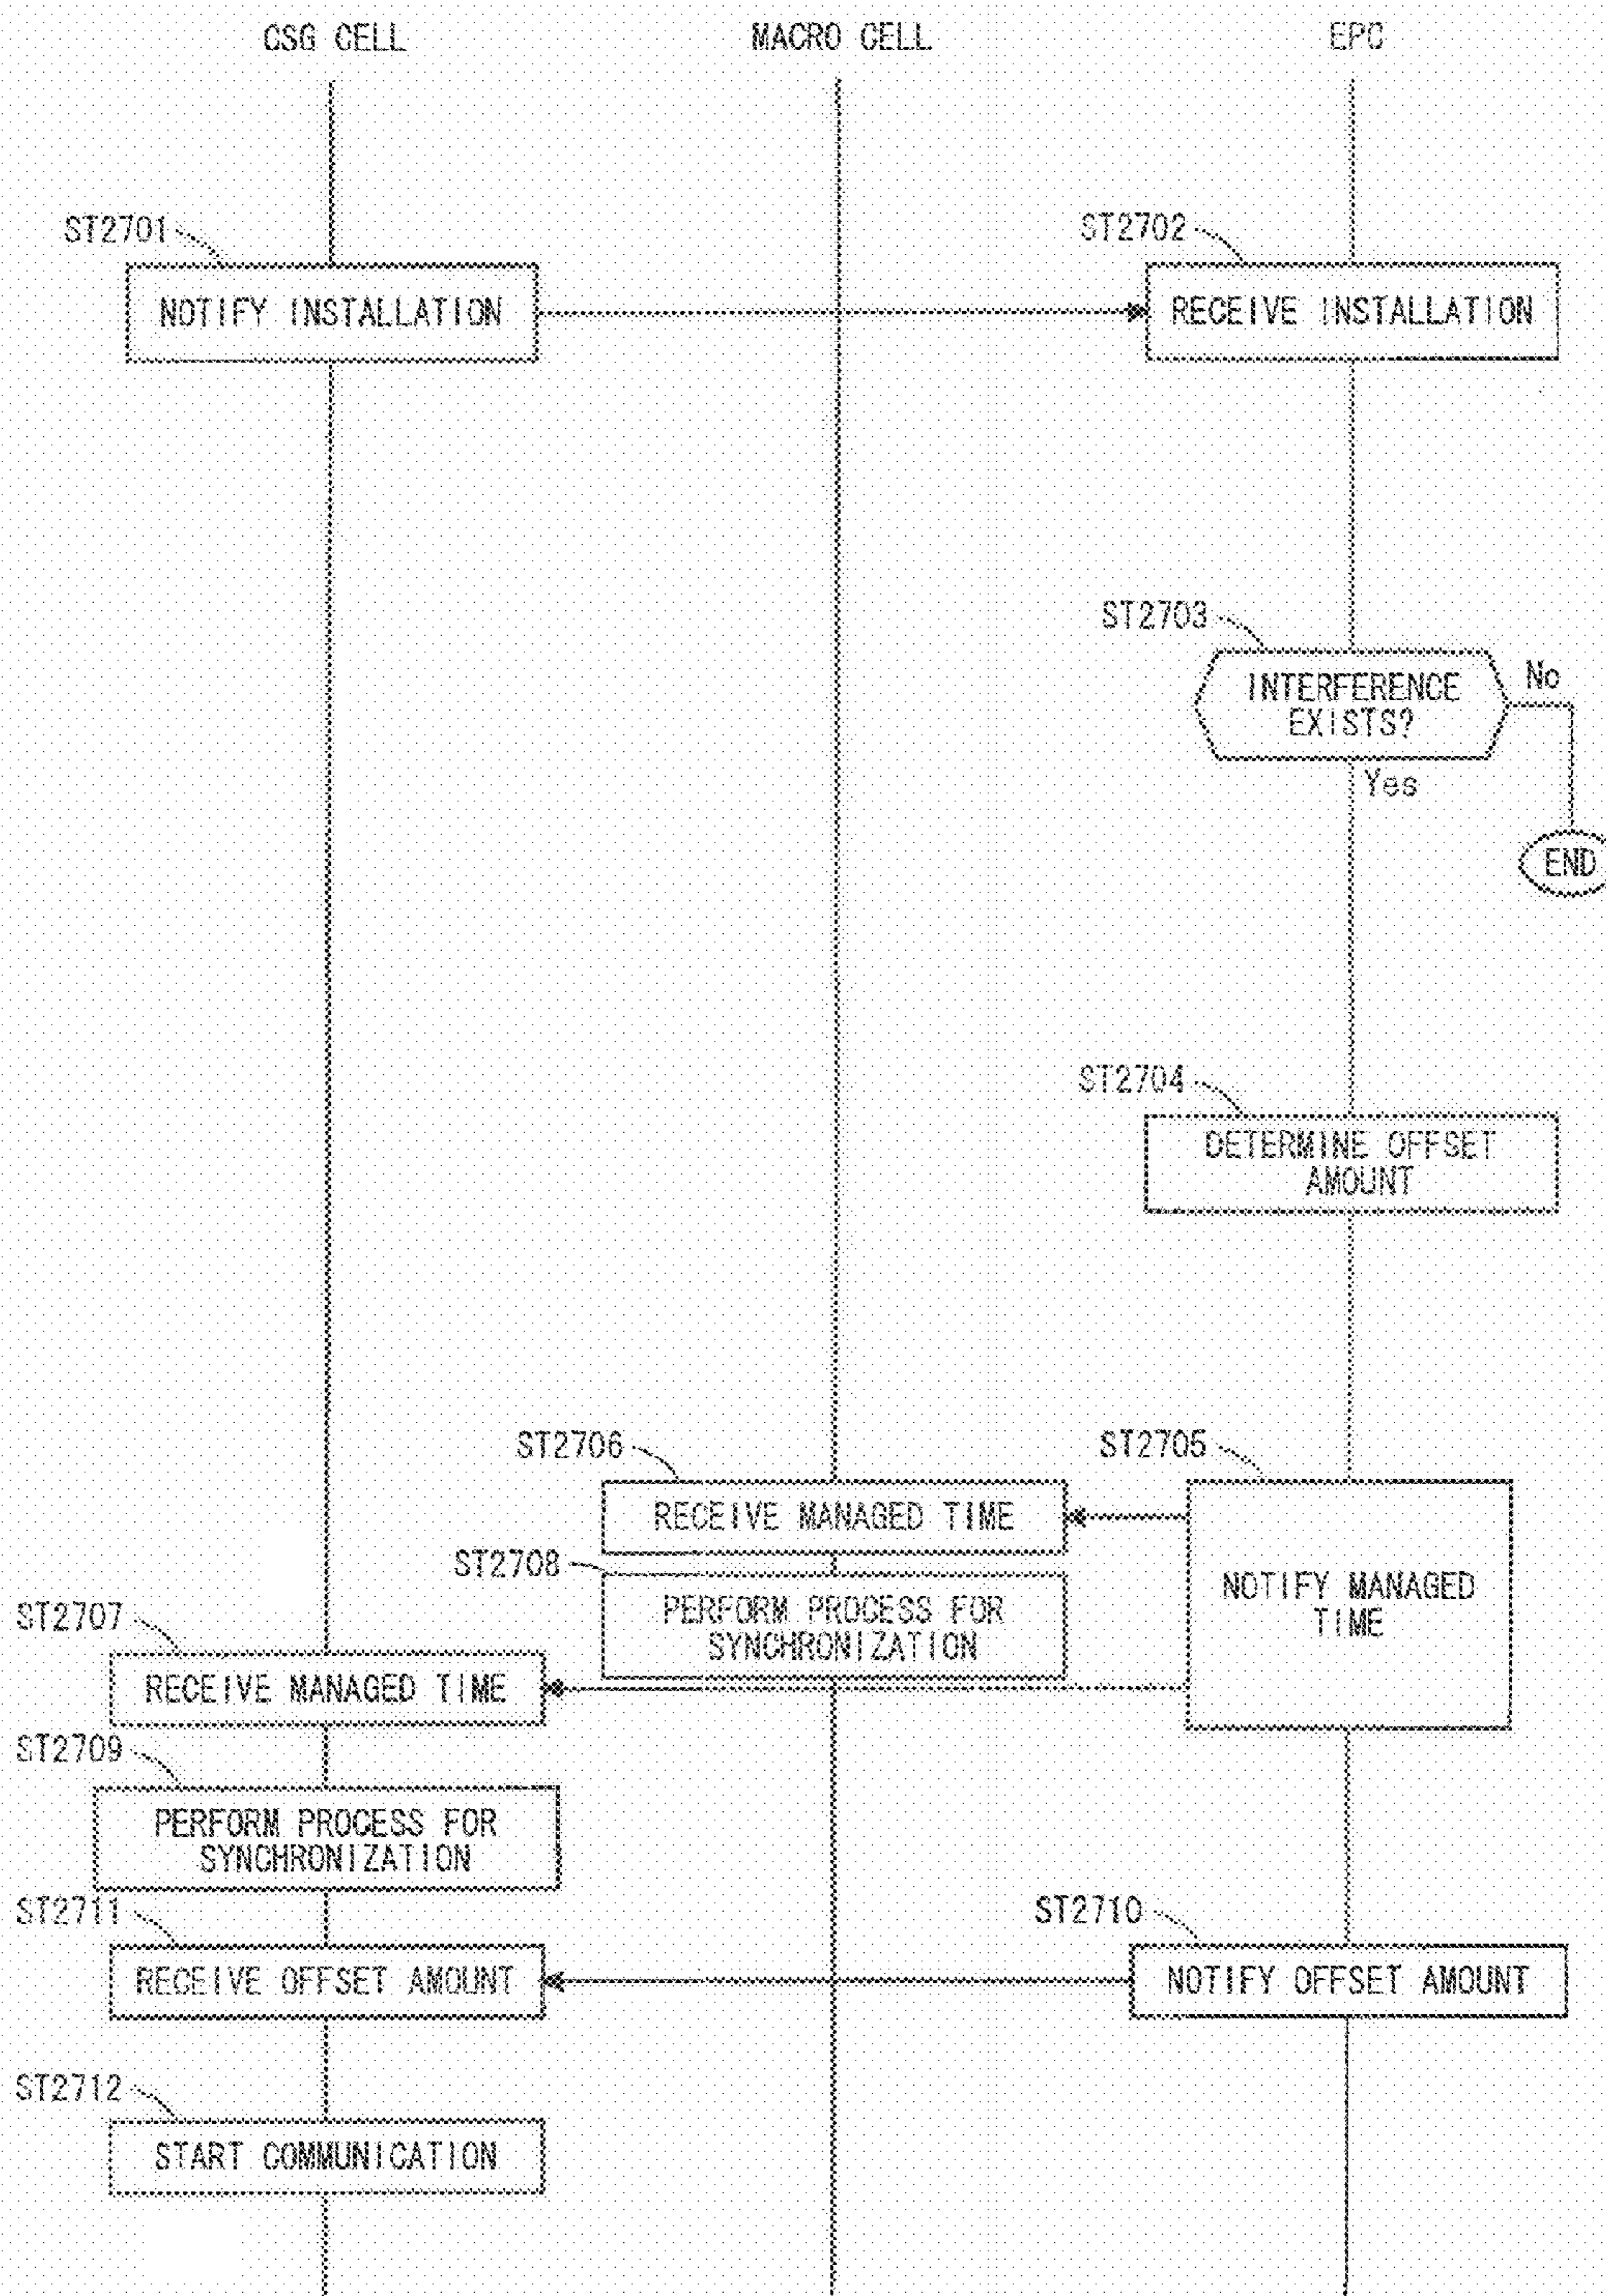 CSG CELL
MACRO CELL
EPC
ST2701
ST2702
NOTIFY INSTALLATION
RECEIVE INSTALLATION
ST2703
INTERFERENCE
EXISTS?
No
Yes
END
ST2704
DETERMINE OFFSET
AMOUNT
ST2706
ST2705
RECEIVE MANAGED TIME
ST2708
NOTIFY MANAGED
TIME
PERFORM PROCESS FOR
SYNCHRONIZATION
ST2707
RECEIVE MANAGED TIME
ST2709
PERFORM PROCESS FOR
SYNCHRONIZATION
ST2711
ST2710
RECEIVE OFFSET AMOUNT
NOTIFY OFFSET AMOUNT
ST2712
START COMMUNICATION